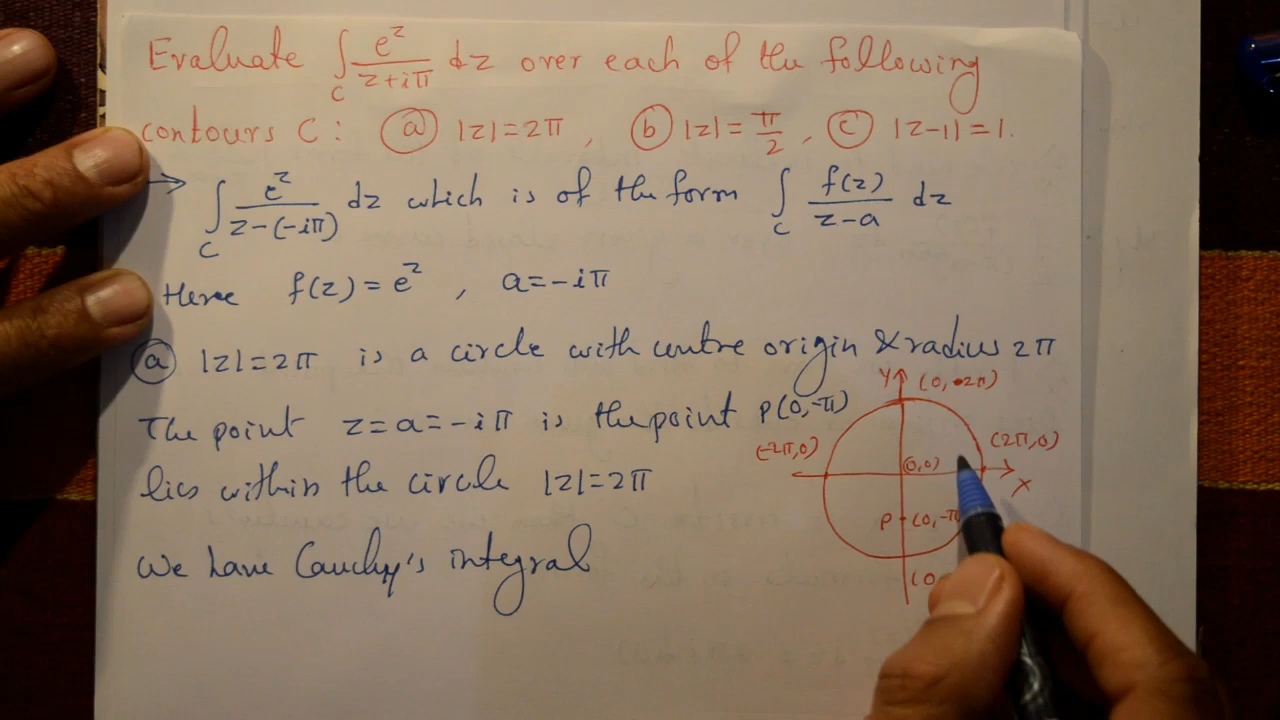 Evaluate ∫_C e^z/(z+iπ) dz over each of the following
contours C: (a) |z|=2π, (b) |z|=π/2, (c) |z-1|=1.
→ ∫_C e^z/(z-(-iπ)) dz which is of the form ∫_C f(z)/(z-a) dz
Here f(z)=e^z, a=-iπ
(a) |z|=2π is a circle with centre origin & radius 2π
The point z=a=-iπ is the point P(0,-π)
lies within the circle |z|=2π
We have Cauchy's integral
Y (0, 2π)
(-2π,0) (0,0) (2π,0)
X
P (0,-π
(0